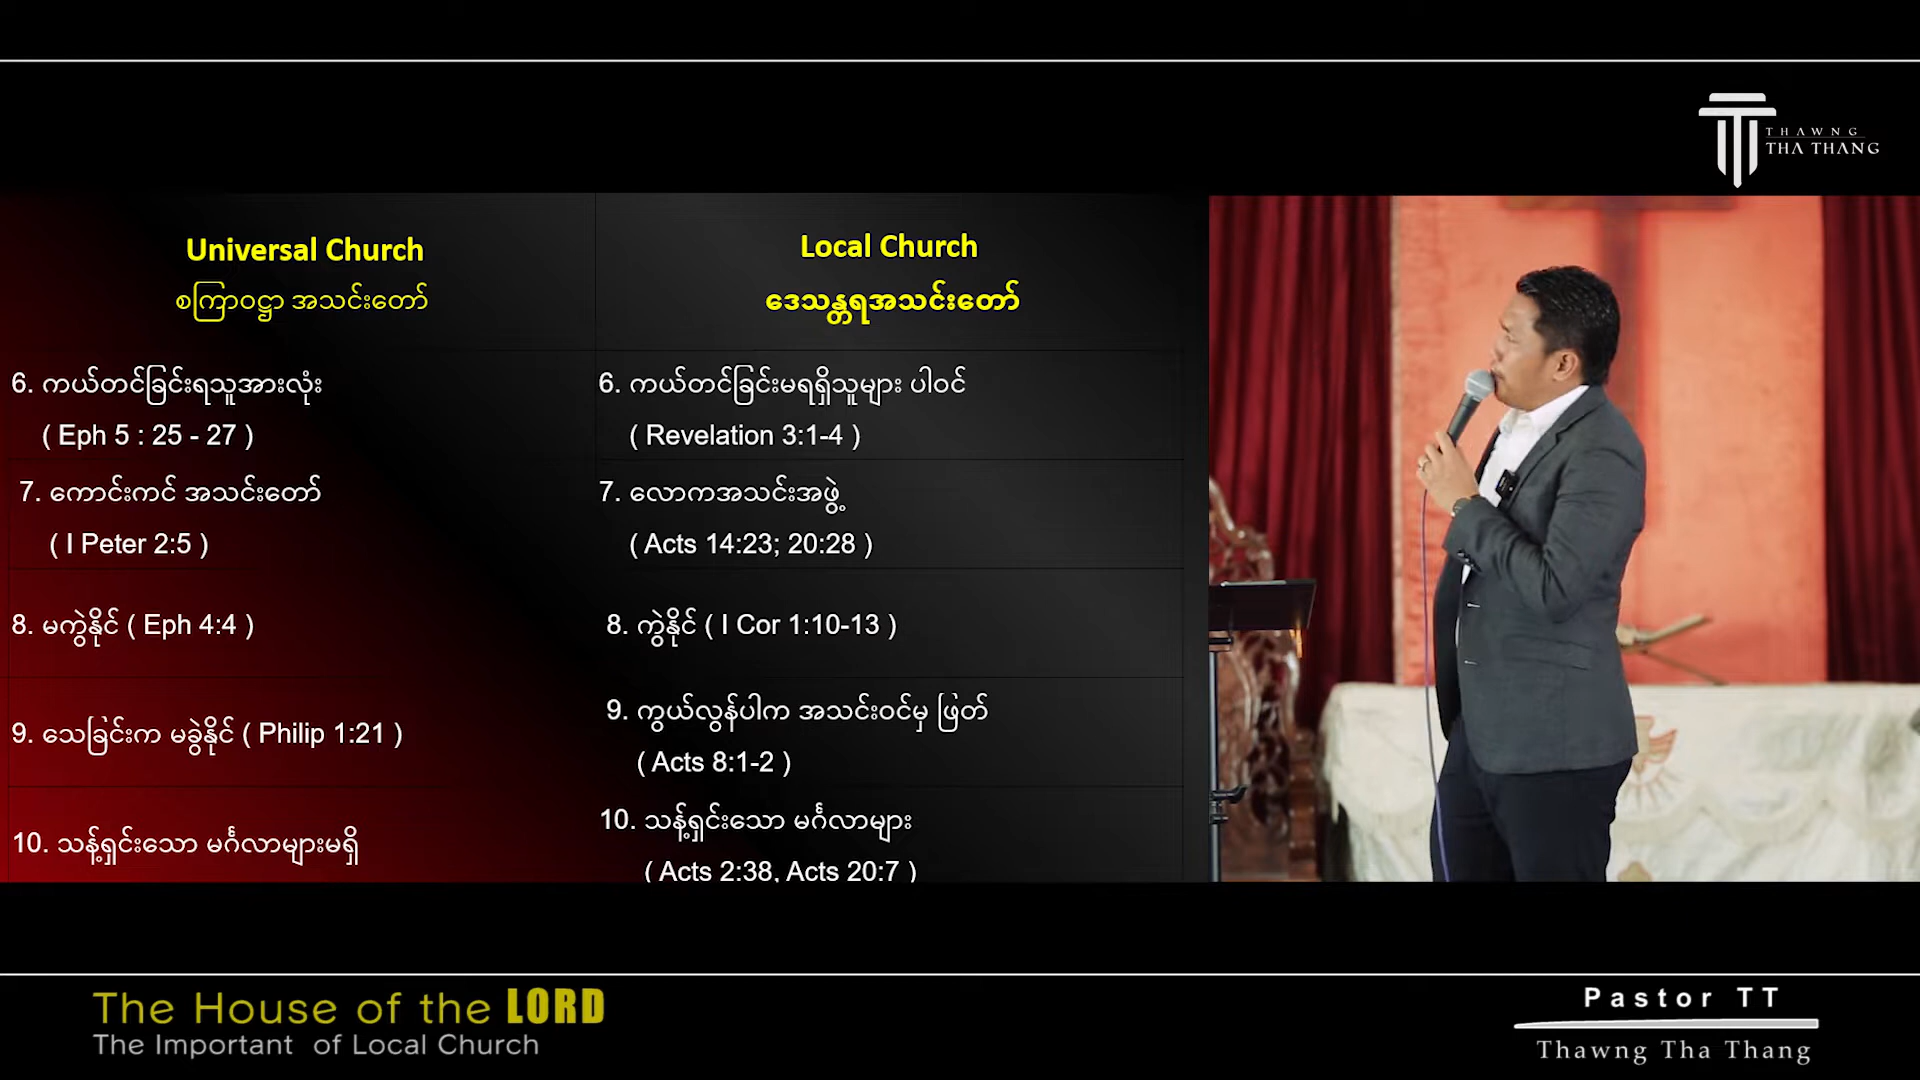 THAWNG
THA THANG
Universal Church
စကြာဝဠာ အသင်းတော်
6. ကယ်တင်ခြင်းရသူအားလုံး
( Eph 5 : 25 - 27 )
7. ကောင်းကင် အသင်းတော်
( I Peter 2:5 )
8. မကွဲနိုင် ( Eph 4:4 )
9. သေခြင်းက မခွဲနိုင် ( Philip 1:21 )
10. သန့်ရှင်းသော မင်္ဂလာများမရှိ
Local Church
ဒေသန္တရအသင်းတော်
6. ကယ်တင်ခြင်းမရရှိသူများ ပါဝင်
( Revelation 3:1-4 )
7. လောကအသင်းအဖွဲ့
( Acts 14:23; 20:28 )
8. ကွဲနိုင် ( I Cor 1:10-13 )
9. ကွယ်လွန်ပါက အသင်းဝင်မှ ဖြတ်
( Acts 8:1-2 )
10. သန့်ရှင်းသော မင်္ဂလာများ
( Acts 2:38, Acts 20:7 )
The House of the LORD
The Important of Local Church
Pastor TT
Thawng Tha Thang